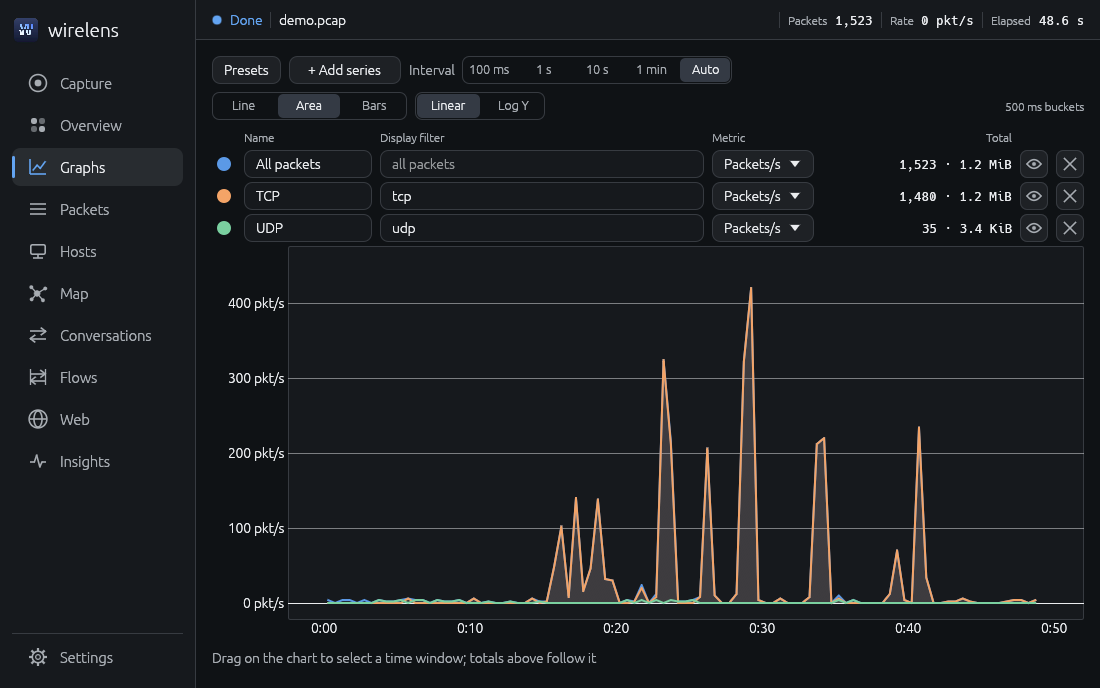 wirelens
Done demo.pcap Packets 1,523 Rate 0 pkt/s Elapsed 48.6 s
Capture
Overview
Graphs
Packets
Hosts
Map
Conversations
Flows
Web
Insights
Settings
Presets + Add series Interval 100 ms 1 s 10 s 1 min Auto
Line Area Bars Linear Log Y 500 ms buckets
Name Display filter Metric Total
All packets all packets Packets/s 1,523 · 1.2 MiB
TCP tcp Packets/s 1,480 · 1.2 MiB
UDP udp Packets/s 35 · 3.4 KiB
400 pkt/s
300 pkt/s
200 pkt/s
100 pkt/s
0 pkt/s
0:00 0:10 0:20 0:30 0:40 0:50
Drag on the chart to select a time window; totals above follow it